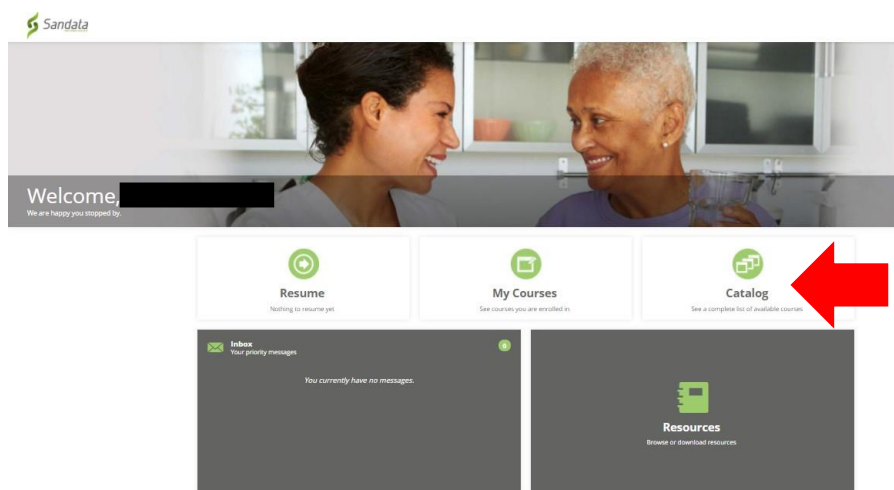 Sandata
Welcome,
We are happy you stopped by.
Resume
Nothing to resume yet
My Courses
See courses you are enrolled in
Catalog
See a complete list of available courses
Inbox
Your priority messages
0
You currently have no messages.
Resources
Browse or download resources